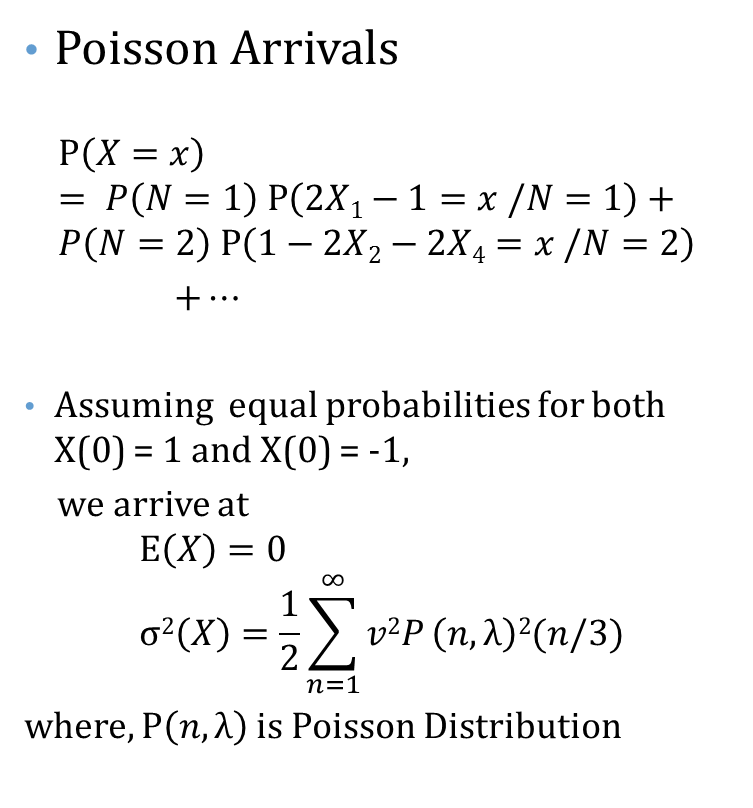 • Poisson Arrivals
P(X = x)
= P(N = 1) P(2X₁ − 1 = x /N = 1) +
P(N = 2) P(1 − 2X₂ − 2X₄ = x /N = 2)
+ ⋯
• Assuming equal probabilities for both
X(0) = 1 and X(0) = -1,
we arrive at
E(X) = 0
σ²(X) = 1/2 ∑_{n=1}^{∞} v²P (n, λ)²(n/3)
where, P(n, λ) is Poisson Distribution